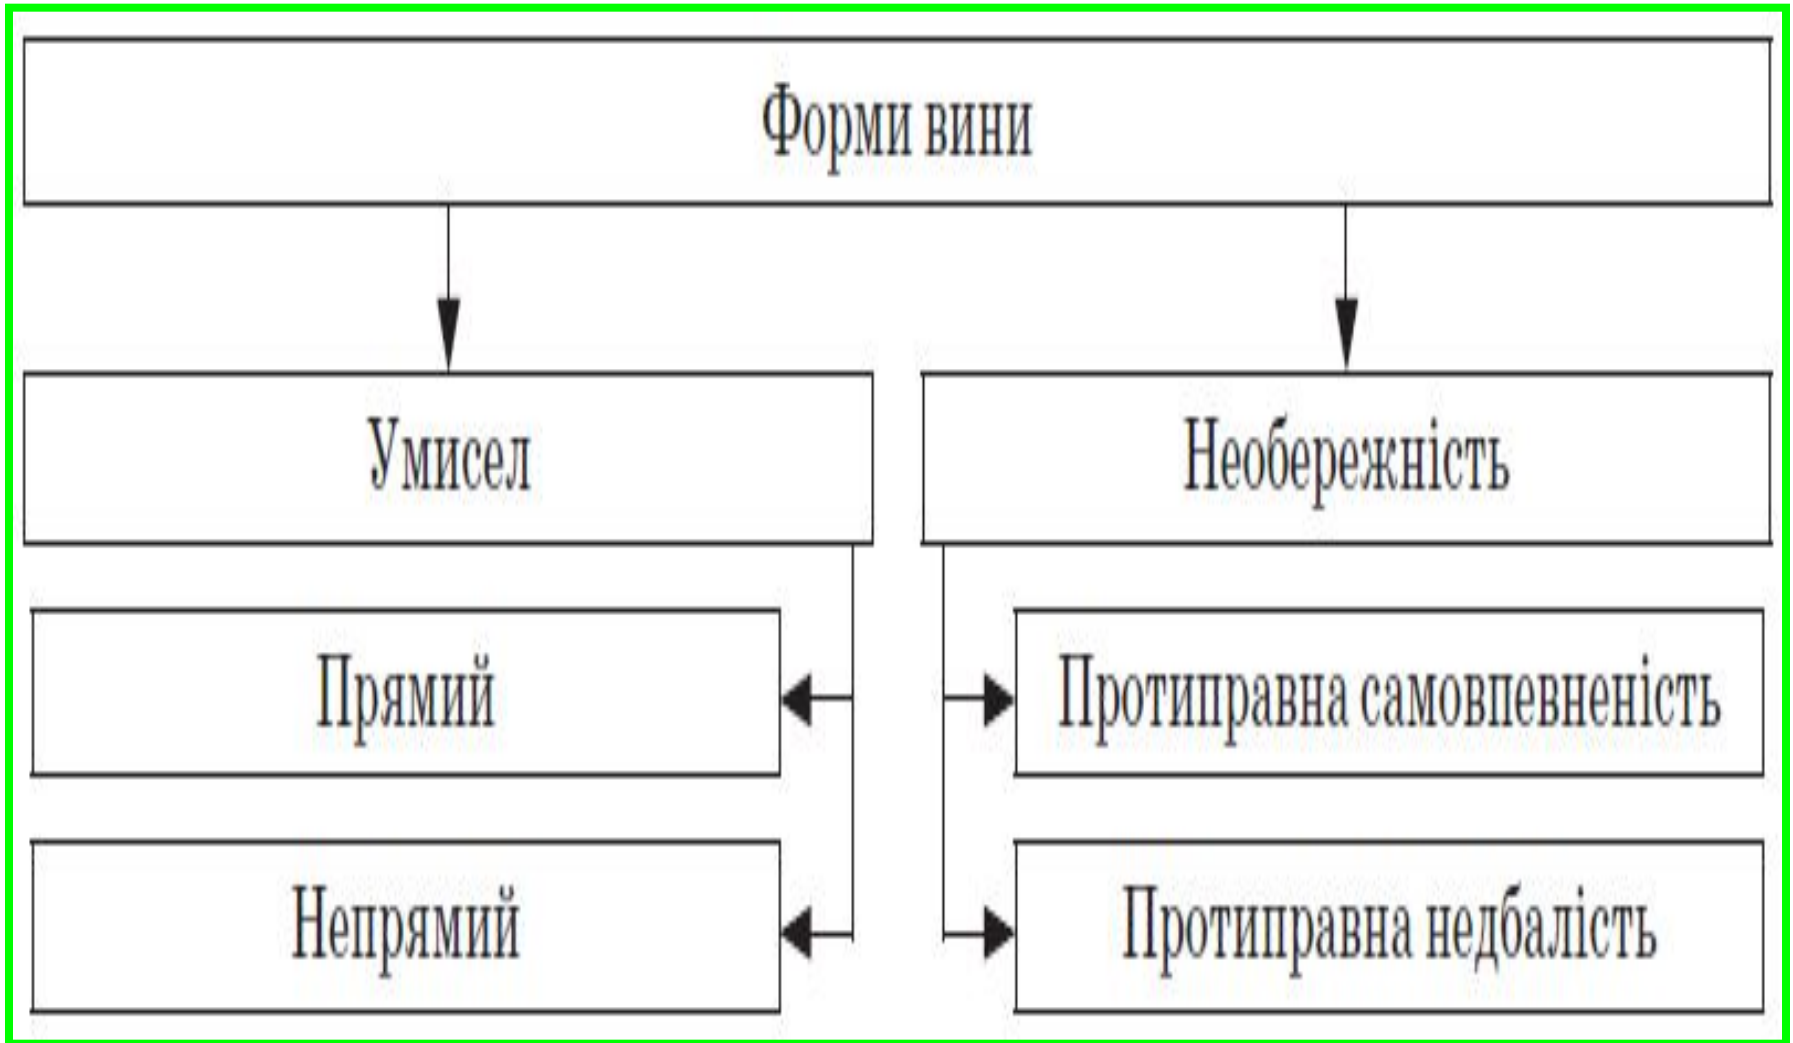 Форми вини
Умисел
Необережність
Прямий
Протиправна самовпевненість
Непрямий
Протиправна недбалість